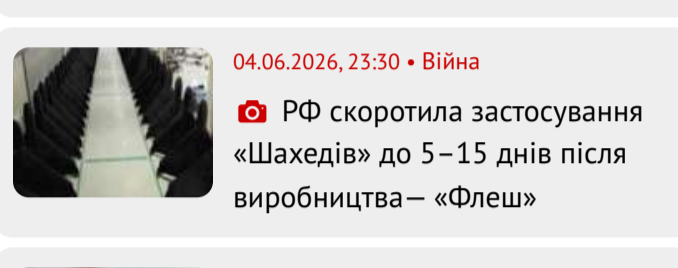 04.06.2026, 23:30 • Війна
РФ скоротила застосування
«Шахедів» до 5–15 днів після
виробництва— «Флеш»